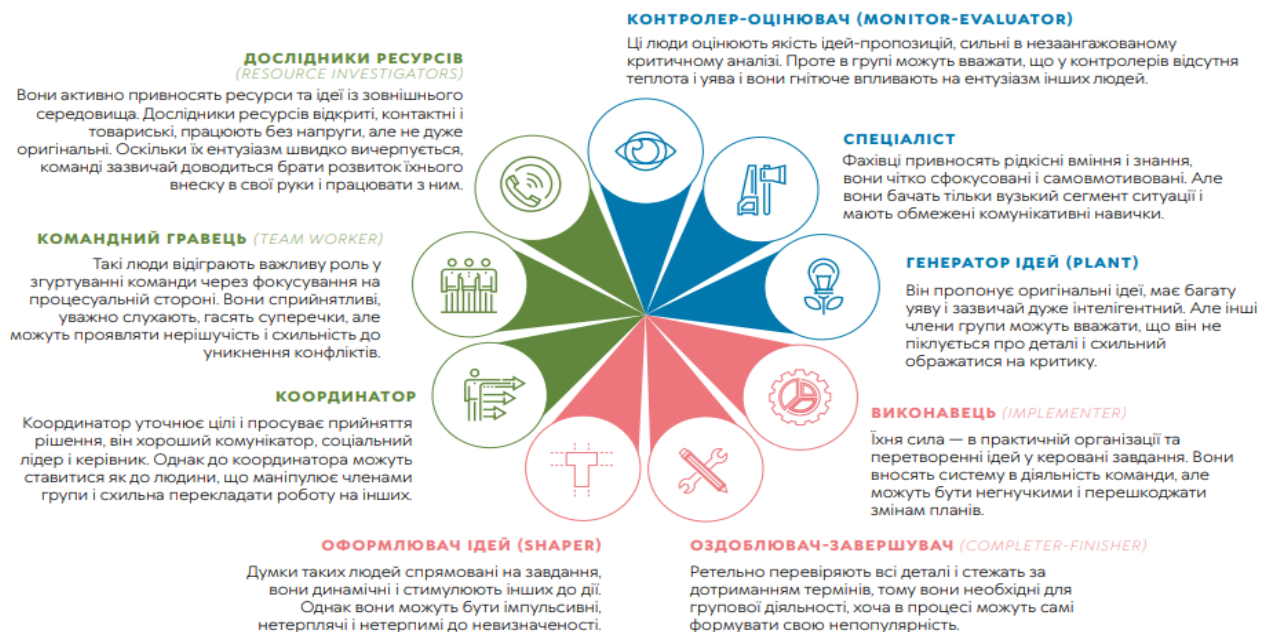 КОНТРОЛЕР-ОЦІНЮВАЧ (MONITOR-EVALUATOR)
Ці люди оцінюють якість ідей-пропозицій, сильні в незаангажованому
критичному аналізі. Проте в групі можуть вважати, що у контролерів відсутня
теплота і уява і вони гнітюче впливають на ентузіазм інших людей.
ДОСЛІДНИКИ РЕСУРСІВ
(RESOURCE INVESTIGATORS)
Вони активно привносять ресурси та ідеї із зовнішнього
середовища. Дослідники ресурсів відкриті, контактні і
товариські, працюють без напруги, але не дуже
оригінальні. Оскільки їх ентузіазм швидко вичерпується,
команді зазвичай доводиться брати розвиток їхнього
внеску в свої руки і працювати з ним.
СПЕЦІАЛІСТ
Фахівці привносять рідкісні вміння і знання,
вони чітко сфокусовані і самовмотивовані. Але
вони бачать тільки вузький сегмент ситуації і
мають обмежені комунікативні навички.
КОМАНДНИЙ ГРАВЕЦЬ (TEAM WORKER)
Такі люди відіграють важливу роль у
згуртуванні команди через фокусування на
процесуальній стороні. Вони сприйнятливі,
уважно слухають, гасять суперечки, але
можуть проявляти нерішучість і схильність до
уникнення конфліктів.
ГЕНЕРАТОР ІДЕЙ (PLANT)
Він пропонує оригінальні ідеї, має багату
уяву і зазвичай дуже інтелігентний. Але інші
члени групи можуть вважати, що він не
піклується про деталі і схильний
ображатися на критику.
КООРДИНАТОР
Координатор уточнює цілі і просуває прийняття
рішення, він хороший комунікатор, соціальний
лідер і керівник. Однак до координатора можуть
ставитися як до людини, що маніпулює членами
групи і схильна перекладати роботу на інших.
ВИКОНАВЕЦЬ (IMPLEMENTER)
Їхня сила — в практичній організації та
перетворенні ідей у керовані завдання. Вони
вносять систему в діяльність команди, але
можуть бути негнучкими і перешкоджати
змінам планів.
ОФОРМЛЮВАЧ ІДЕЙ (SHAPER)
Думки таких людей спрямовані на завдання,
вони динамічні і стимулюють інших до дії.
Однак вони можуть бути імпульсивні,
нетерплячі і нетерпимі до невизначеності.
ОЗДОБЛЮВАЧ-ЗАВЕРШУВАЧ (COMPLETER-FINISHER)
Ретельно перевіряють всі деталі і стежать за
дотриманням термінів, тому вони необхідні для
групової діяльності, хоча в процесі можуть самі
формувати свою непопулярність.